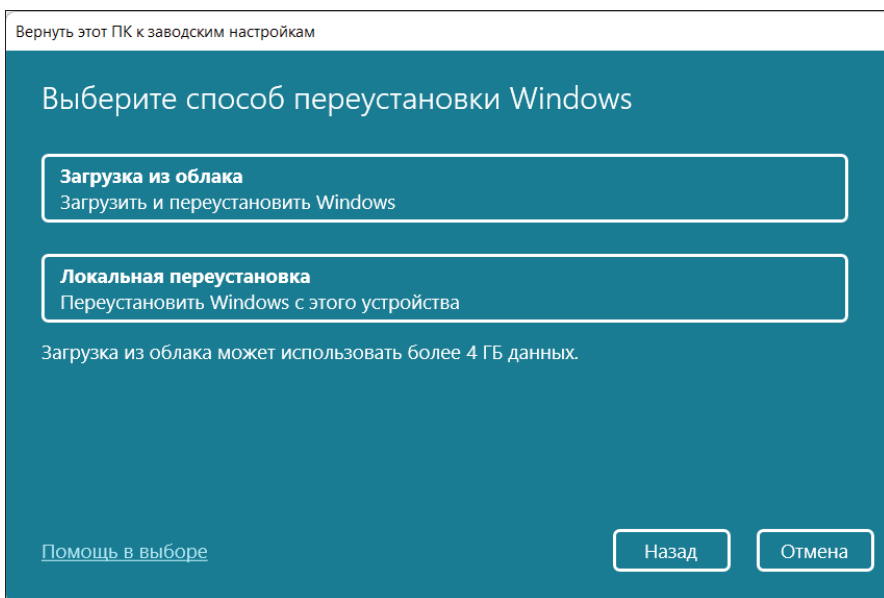 Вернуть этот ПК к заводским настройкам
Выберите способ переустановки Windows
Загрузка из облака
Загрузить и переустановить Windows
Локальная переустановка
Переустановить Windows с этого устройства
Загрузка из облака может использовать более 4 ГБ данных.
Помощь в выборе
Назад
Отмена